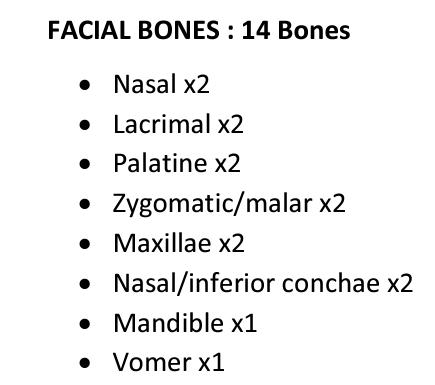 FACIAL BONES : 14 Bones
• Nasal x2
• Lacrimal x2
• Palatine x2
• Zygomatic/malar x2
• Maxillae x2
• Nasal/inferior conchae x2
• Mandible x1
• Vomer x1